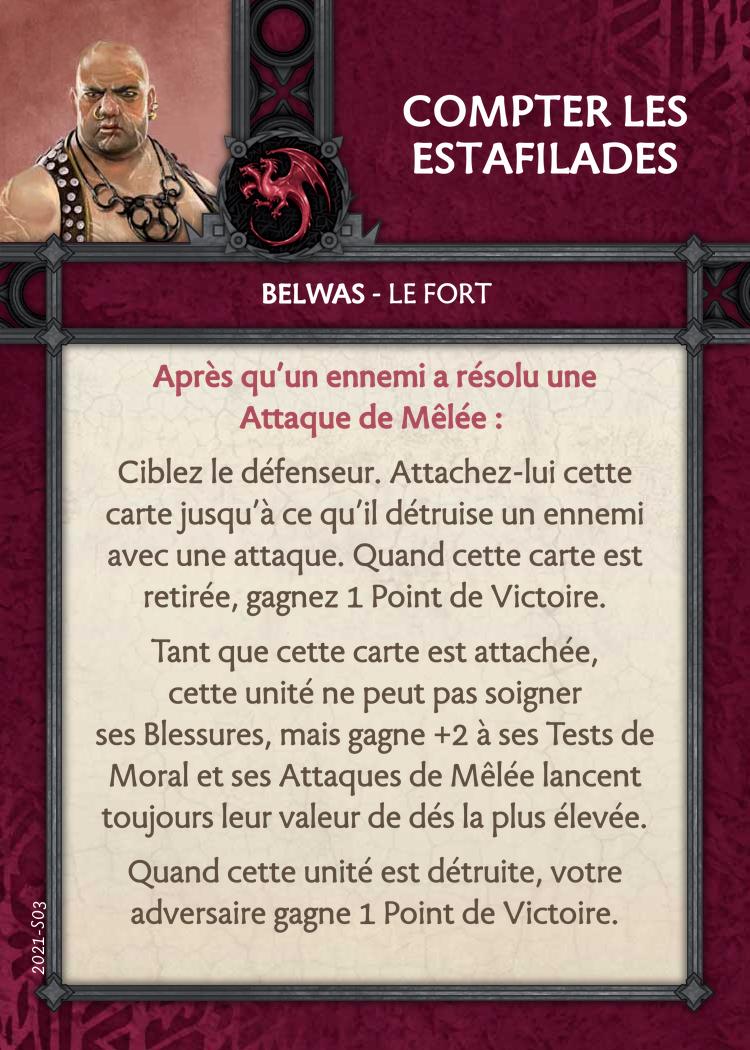 COMPTER LES
ESTAFILADES
BELWAS - LE FORT
Après qu’un ennemi a résolu une
Attaque de Mêlée :
Ciblez le défenseur. Attachez-lui cette
carte jusqu’à ce qu’il détruise un ennemi
avec une attaque. Quand cette carte est
retirée, gagnez 1 Point de Victoire.
Tant que cette carte est attachée,
cette unité ne peut pas soigner
ses Blessures, mais gagne +2 à ses Tests de
Moral et ses Attaques de Mêlée lancent
toujours leur valeur de dés la plus élevée.
Quand cette unité est détruite, votre
adversaire gagne 1 Point de Victoire.
2021-S03